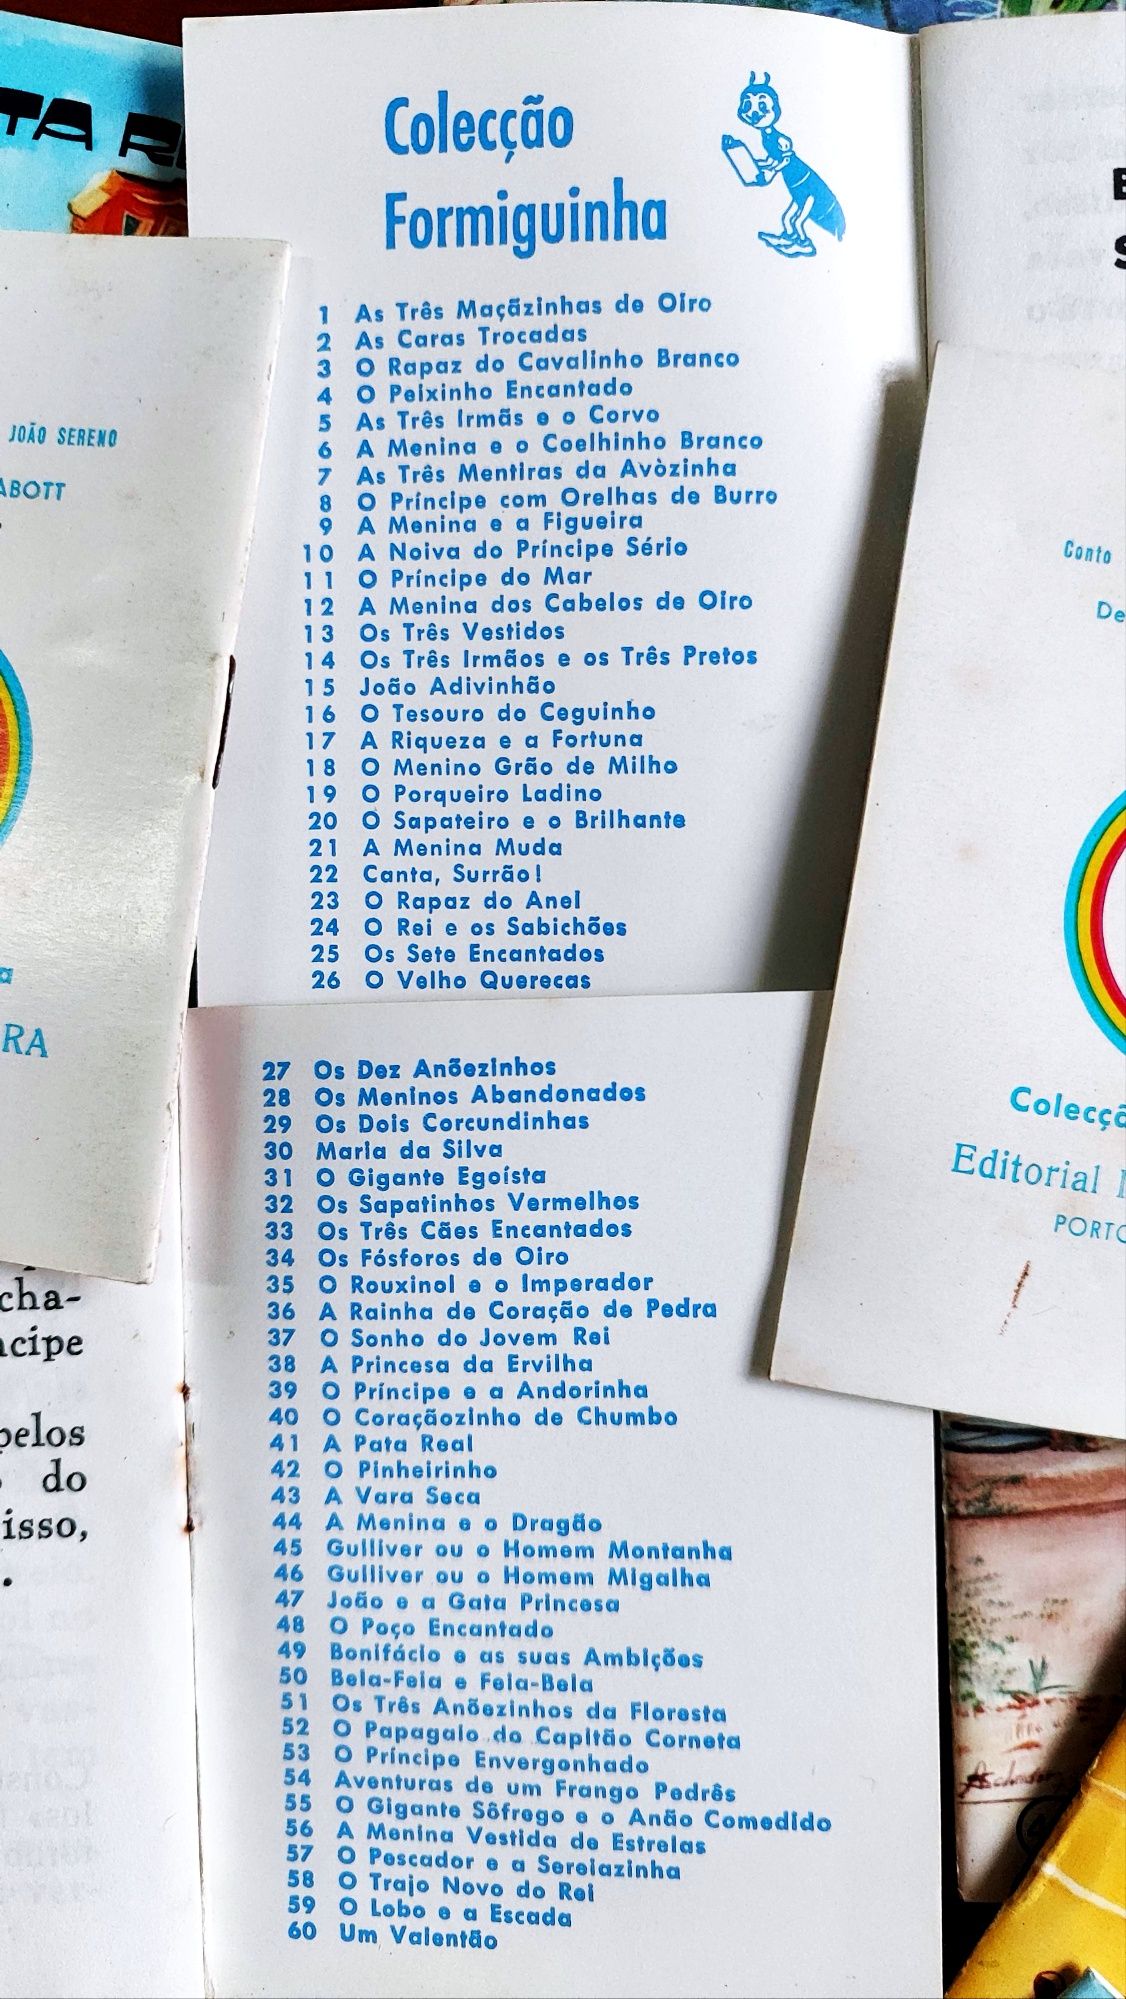 TA R
Colecção
Formiguinha
1 As Três Maçãzinhas de Oiro
2 As Caras Trocadas
3 O Rapaz do Cavalinho Branco
4 O Peixinho Encantado
5 As Três Irmãs e o Corvo
6 A Menina e o Coelhinho Branco
7 As Três Mentiras da Avòzinha
8 O Príncipe com Orelhas de Burro
9 A Menina e a Figueira
10 A Noiva do Príncipe Sério
11 O Príncipe do Mar
12 A Menina dos Cabelos de Oiro
13 Os Três Vestidos
14 Os Três Irmãos e os Três Pretos
15 João Adivinhão
16 O Tesouro do Ceguinho
17 A Riqueza e a Fortuna
18 O Menino Grão de Milho
19 O Porqueiro Ladino
20 O Sapateiro e o Brilhante
21 A Menina Muda
22 Canta, Surrão!
23 O Rapaz do Anel
24 O Rei e os Sabichões
25 Os Sete Encantados
26 O Velho Querecas
27 Os Dez Anõezinhos
28 Os Meninos Abandonados
29 Os Dois Corcundinhas
30 Maria da Silva
31 O Gigante Egoísta
32 Os Sapatinhos Vermelhos
33 Os Três Cães Encantados
34 Os Fósforos de Oiro
35 O Rouxinol e o Imperador
36 A Rainha de Coração de Pedra
37 O Sonho do Jovem Rei
38 A Princesa da Ervilha
39 O Príncipe e a Andorinha
40 O Coraçãozinho de Chumbo
41 A Pata Real
42 O Pinheirinho
43 A Vara Seca
44 A Menina e o Dragão
45 Gulliver ou o Homem Montanha
46 Gulliver ou o Homem Migalha
47 João e a Gata Princesa
48 O Poço Encantado
49 Bonifácio e as suas Ambições
50 Bela-Feia e Feia-Bela
51 Os Três Anõezinhos da Floresta
52 O Papagaio do Capitão Corneta
53 O Príncipe Envergonhado
54 Aventuras de um Frango Pedrês
55 O Gigante Sôfrego e o Anão Comedido
56 A Menina Vestida de Estrelas
57 O Pescador e a Sereiazinha
58 O Trajo Novo do Rei
59 O Lobo e a Escada
60 Um Valentão
JOÃO SERENO
ABOTT
a
RA
cha-
ncipe
pelos
do
isso,
.
Conto
De
Colecçã
Editorial
PORTO